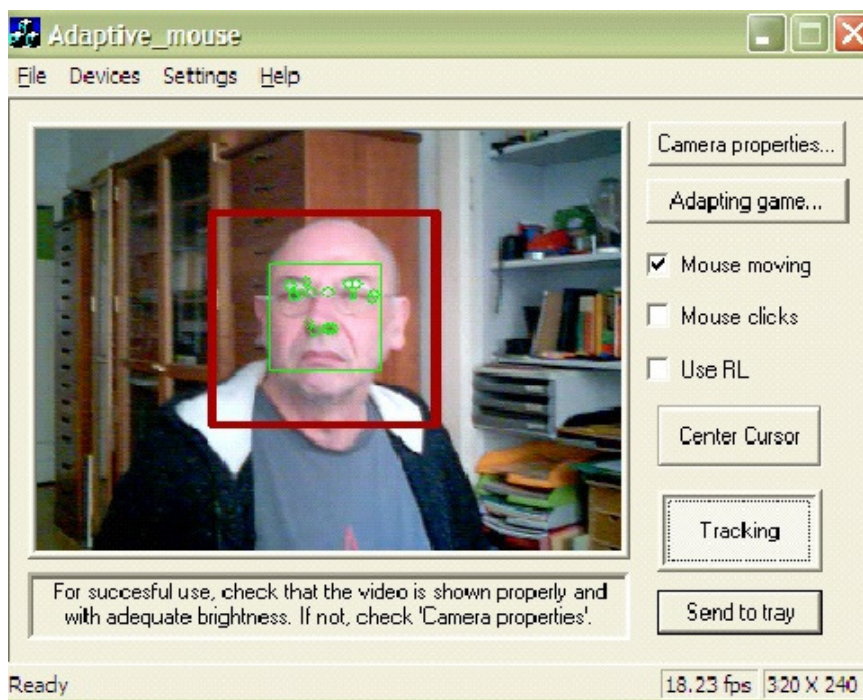 Adaptive_mouse
File Devices Settings Help
Camera properties...
Adapting game...
Mouse moving
Mouse clicks
Use RL
Center Cursor
Tracking
Send to tray
For succesful use, check that the video is shown properly and
with adequate brightness. If not, check 'Camera properties'.
Ready 18.23 fps 320 X 240